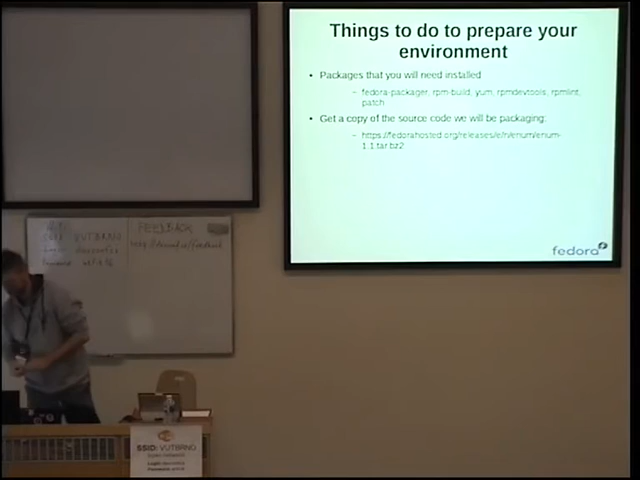 Things to do to prepare your
environment
• Packages that you will need installed
– fedora-packager, rpm-build, yum, rpmdevtools, rpmlint,
patch
• Get a copy of the source code we will be packaging:
– https://fedorahosted.org/releases/e/n/enum/enum-
1.1.tar.bz2
fedora
FEEDBACK
SSID: VUTBRNO